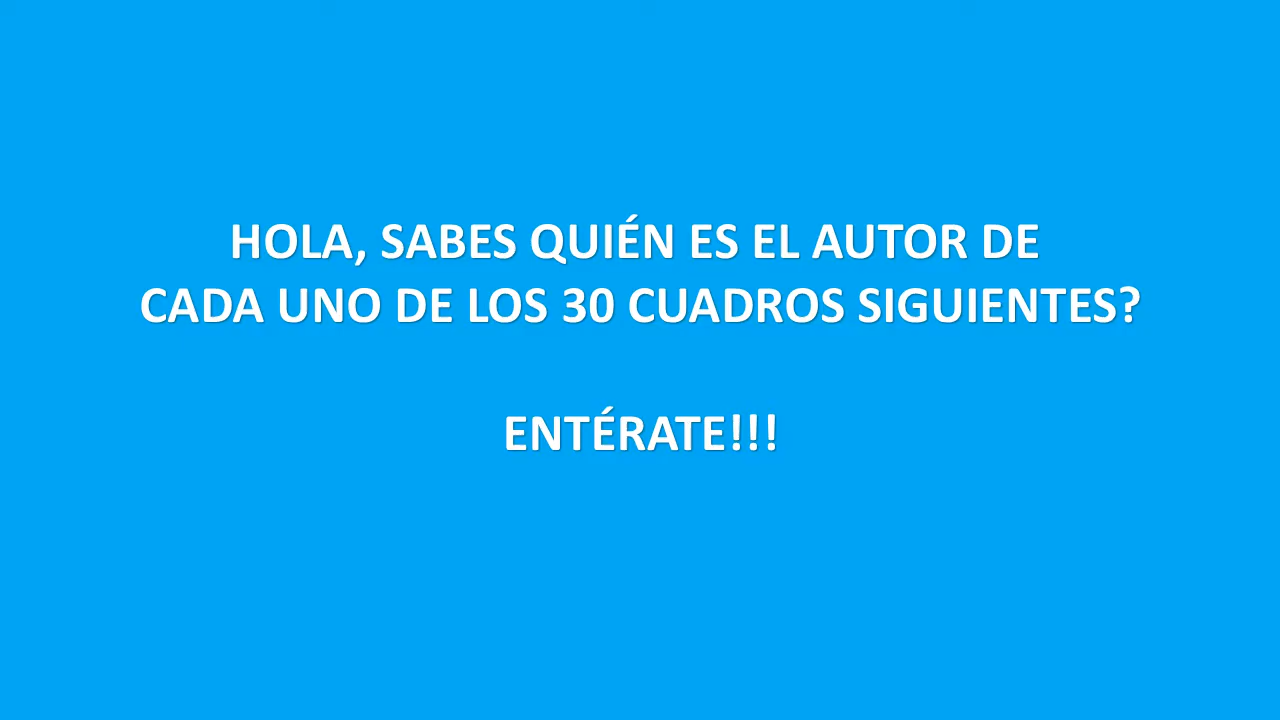 HOLA, SABES QUIÉN ES EL AUTOR DE
CADA UNO DE LOS 30 CUADROS SIGUIENTES?
ENTÉRATE!!!